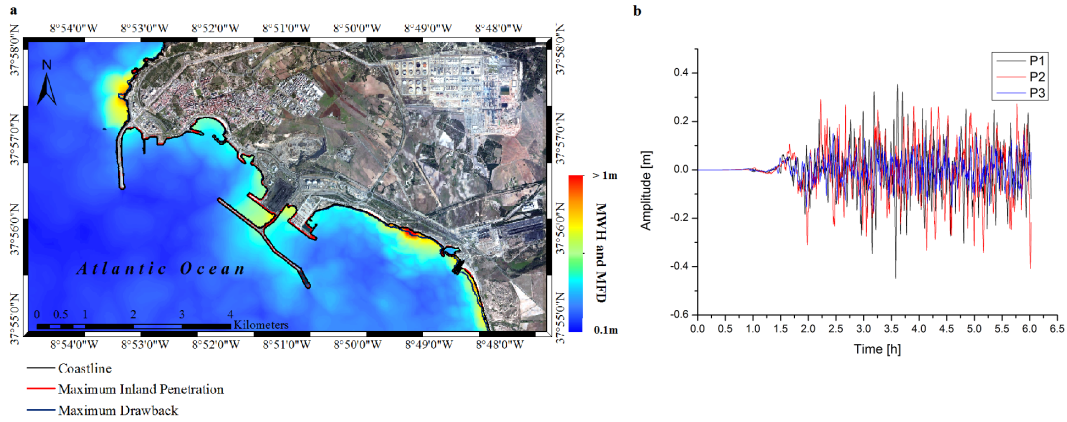 a
8°54'0"W 8°53'0"W 8°52'0"W 8°51'0"W 8°50'0"W 8°49'0"W 8°48'0"W
37°58'0"N
37°57'0"N
37°56'0"N
37°55'0"N
37°58'0"N
37°57'0"N
37°56'0"N
37°55'0"N
N
Atlantic Ocean
0 0.5 1 2 3 4
Kilometers
8°54'0"W 8°53'0"W 8°52'0"W 8°51'0"W 8°50'0"W 8°49'0"W 8°48'0"W
> 1m
MWH and MFD
0.1m
Coastline
Maximum Inland Penetration
Maximum Drawback
b
P1
P2
P3
Amplitude [m]
0.4
0.2
0.0
-0.2
-0.4
-0.6
0.0 0.5 1.0 1.5 2.0 2.5 3.0 3.5 4.0 4.5 5.0 5.5 6.0 6.5
Time [h]